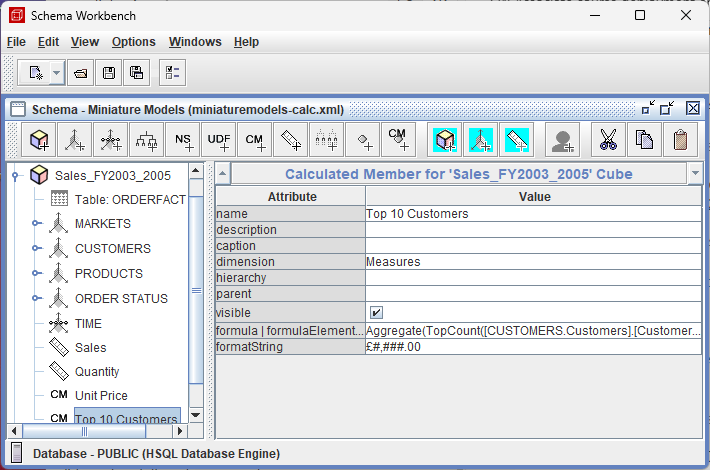 Schema Workbench
File Edit View Options Windows Help
Schema - Miniature Models (miniaturemodels-calc.xml)
NS UDF CM CM
Sales_FY2003_2005
Table: ORDERFACT
MARKETS
CUSTOMERS
PRODUCTS
ORDER STATUS
TIME
Sales
Quantity
CM Unit Price
CM Top 10 Customers
Calculated Member for 'Sales_FY2003_2005' Cube
Attribute Value
name Top 10 Customers
description
caption
dimension Measures
hierarchy
parent
visible
formula | formulaElement... Aggregate(TopCount([CUSTOMERS.Customers].[Customer...
formatString £#,###.00
Database - PUBLIC (HSQL Database Engine)